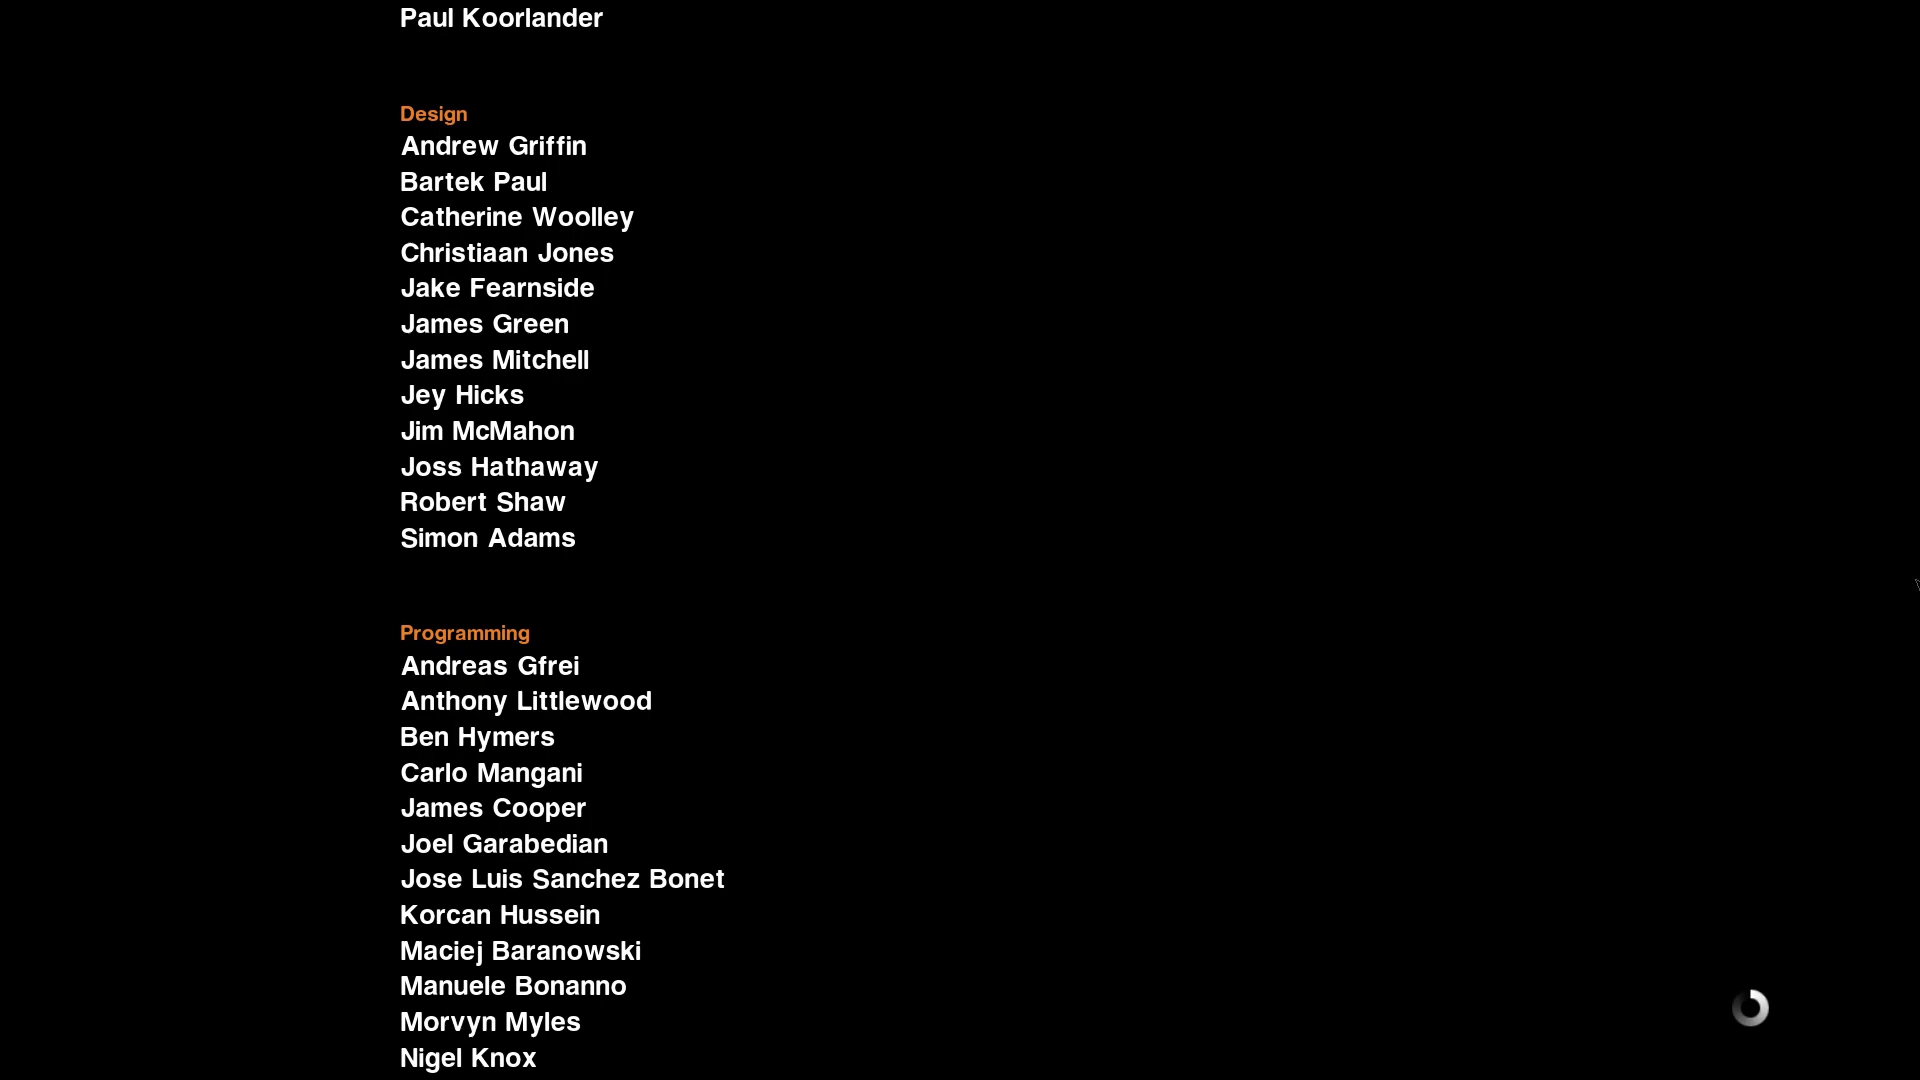 Paul Koorlander
Design
Andrew Griffin
Bartek Paul
Catherine Woolley
Christiaan Jones
Jake Fearnside
James Green
James Mitchell
Jey Hicks
Jim McMahon
Joss Hathaway
Robert Shaw
Simon Adams
Programming
Andreas Gfrei
Anthony Littlewood
Ben Hymers
Carlo Mangani
James Cooper
Joel Garabedian
Jose Luis Sanchez Bonet
Korcan Hussein
Maciej Baranowski
Manuele Bonanno
Morvyn Myles
Nigel Knox